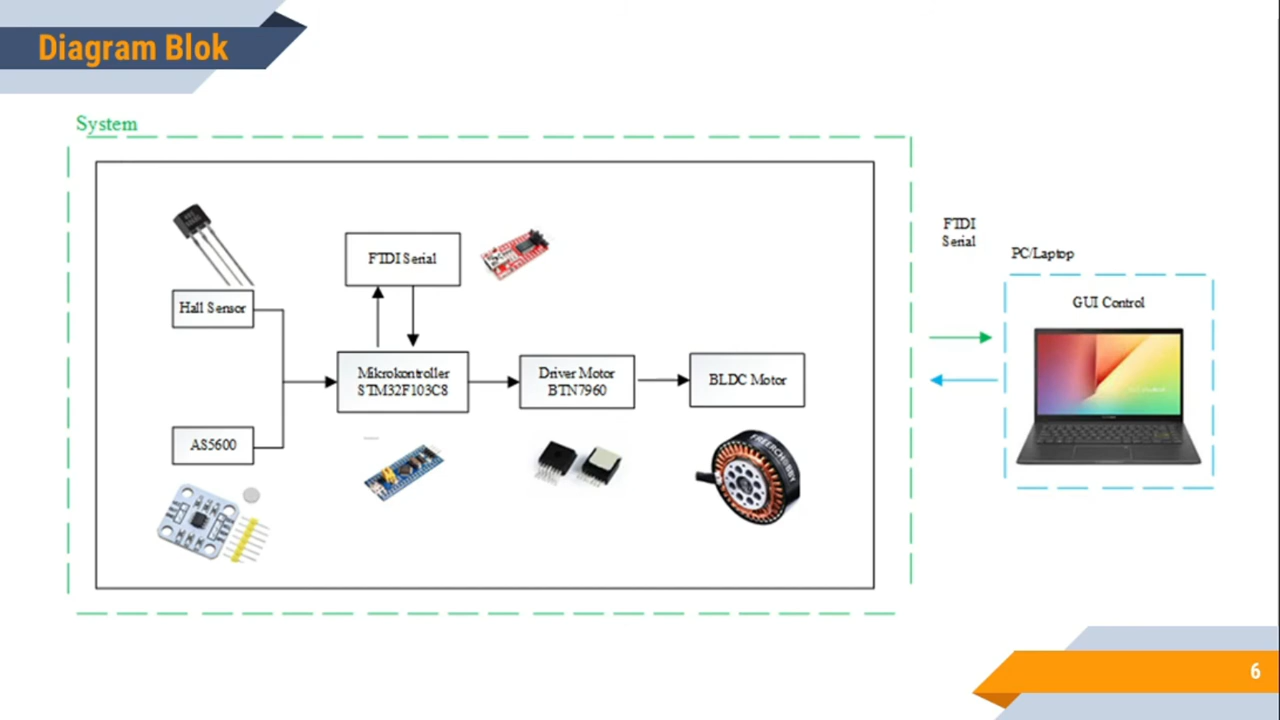 Diagram Blok
System
FTDI Serial
Hall Sensor
Mikrokontroller
STM32F103C8
Driver Motor
BTN7960
BLDC Motor
AS5600
FTDI
Serial
PC/Laptop
GUI Control
6